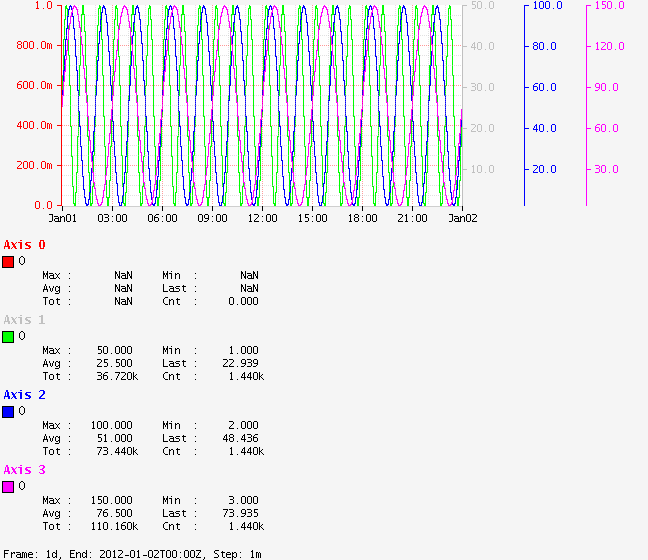 1.0 50.0 100.0 150.0
800.0m 40.0 80.0 120.0
600.0m 30.0 60.0 90.0
400.0m 20.0 40.0 60.0
200.0m 10.0 20.0 30.0
0.0
Jan01 03:00 06:00 09:00 12:00 15:00 18:00 21:00 Jan02
Axis 0
0
Max : NaN Min : NaN
Avg : NaN Last : NaN
Tot : NaN Cnt : 0.000
Axis 1
0
Max : 50.000 Min : 1.000
Avg : 25.500 Last : 22.939
Tot : 36.720k Cnt : 1.440k
Axis 2
0
Max : 100.000 Min : 2.000
Avg : 51.000 Last : 48.436
Tot : 73.440k Cnt : 1.440k
Axis 3
0
Max : 150.000 Min : 3.000
Avg : 76.500 Last : 73.935
Tot : 110.160k Cnt : 1.440k
Frame: 1d, End: 2012-01-02T00:00Z, Step: 1m